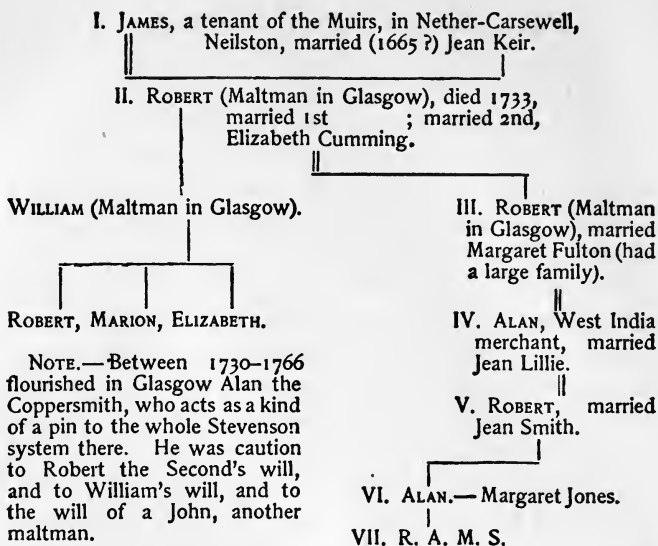 I. JAMES, a tenant of the Muirs, in Nether-Carsewell,
Neilston, married (1665 ?) Jean Keir.
II. ROBERT (Maltman in Glasgow), died 1733,
married 1st ; married 2nd,
Elizabeth Cumming.
WILLIAM (Maltman in Glasgow).
ROBERT, MARION, ELIZABETH.
NOTE.—Between 1730–1766
flourished in Glasgow Alan the
Coppersmith, who acts as a kind
of a pin to the whole Stevenson
system there. He was caution
to Robert the Second's will,
and to William's will, and to
the will of a John, another
maltman.
III. ROBERT (Maltman
in Glasgow), married
Margaret Fulton (had
a large family).
IV. ALAN, West India
merchant, married
Jean Lillie.
V. ROBERT, married
Jean Smith.
VI. ALAN.—Margaret Jones.
VII. R. A. M. S.